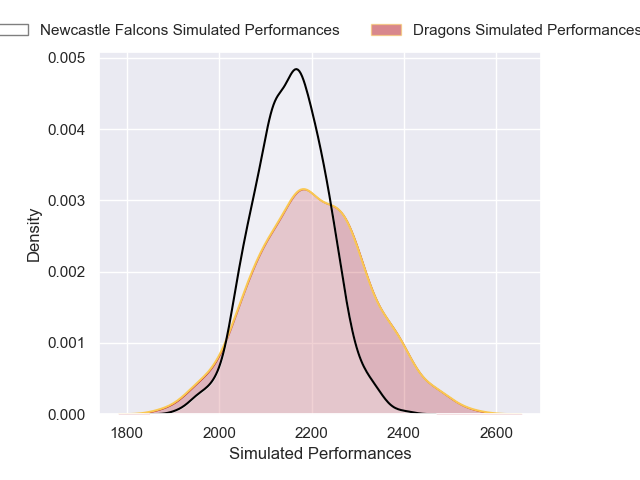 Newcastle Falcons Simulated Performances Dragons Simulated Performances
0.005
0.004
0.003
0.002
0.001
0.000
Density
1800 2000 2200 2400 2600
Simulated Performances